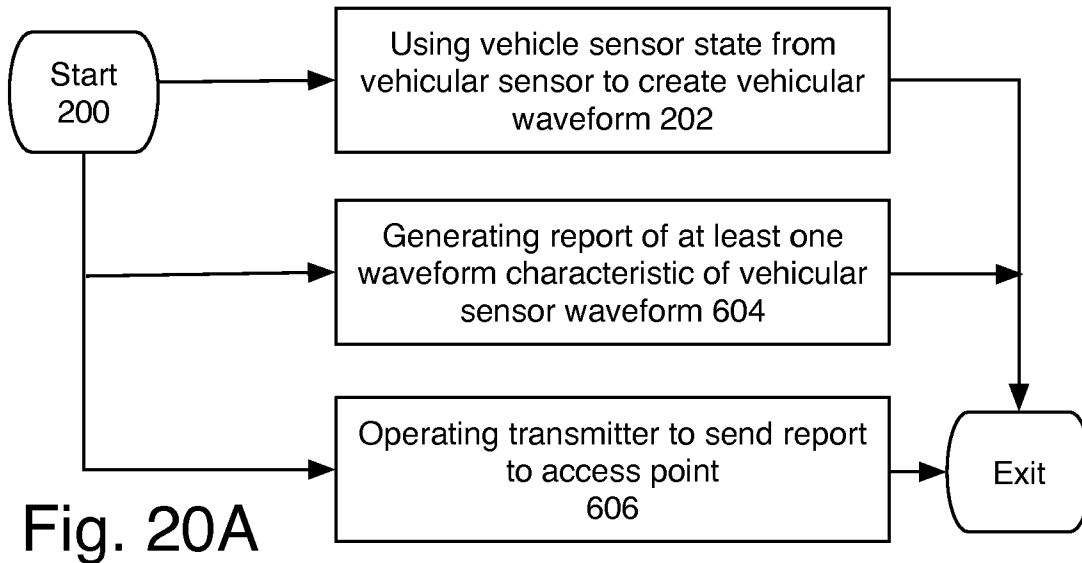 Start
200
Using vehicle sensor state from
vehicular sensor to create vehicular
waveform 202
Generating report of at least one
waveform characteristic of vehicular
sensor waveform 604
Operating transmitter to send report
to access point
606
Exit
Fig. 20A